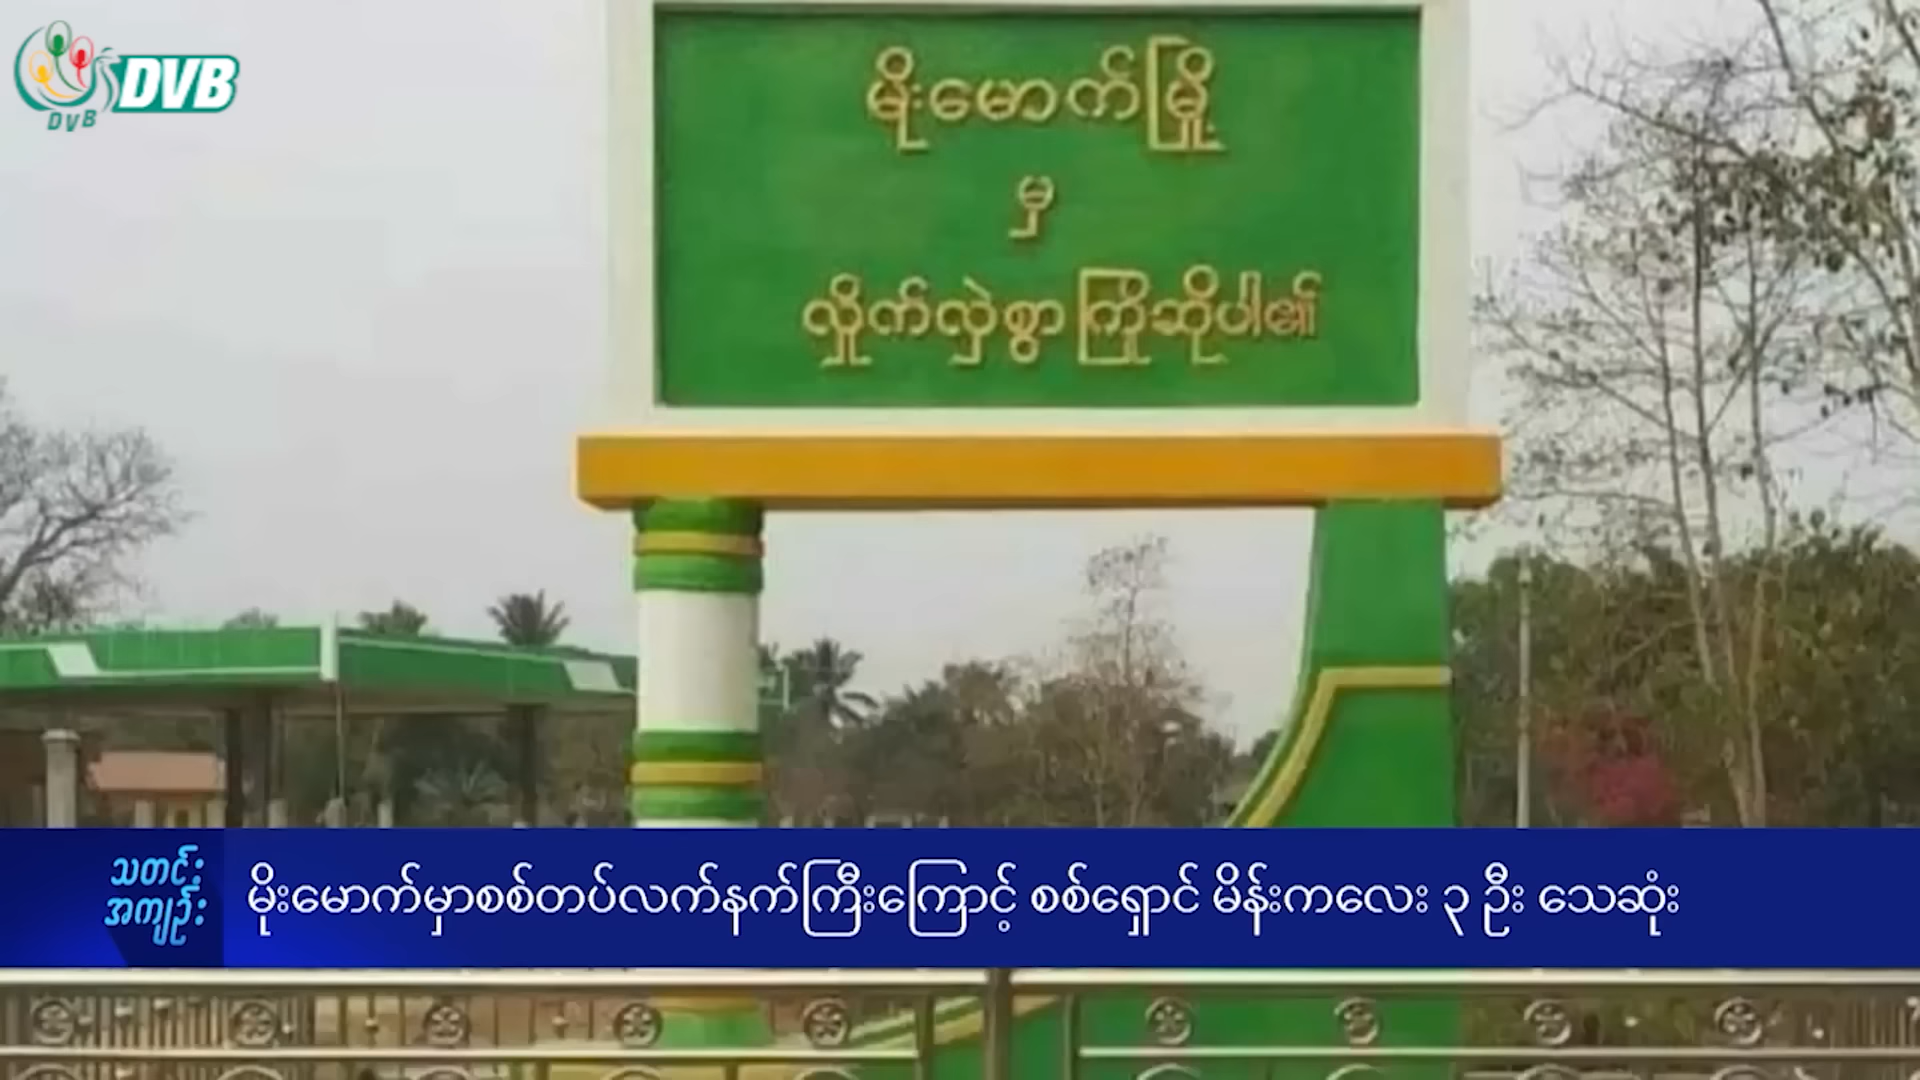 DVB
DVB
မိုးမောက်မြို့
မှ
လှိုက်လှဲစွာ ကြိုဆိုပါ၏
သတင်း
အကျဉ်း
မိုးမောက်မှာစစ်တပ်လက်နက်ကြီးကြောင့် စစ်ရှောင် မိန်းကလေး ၃ ဦး သေဆုံး